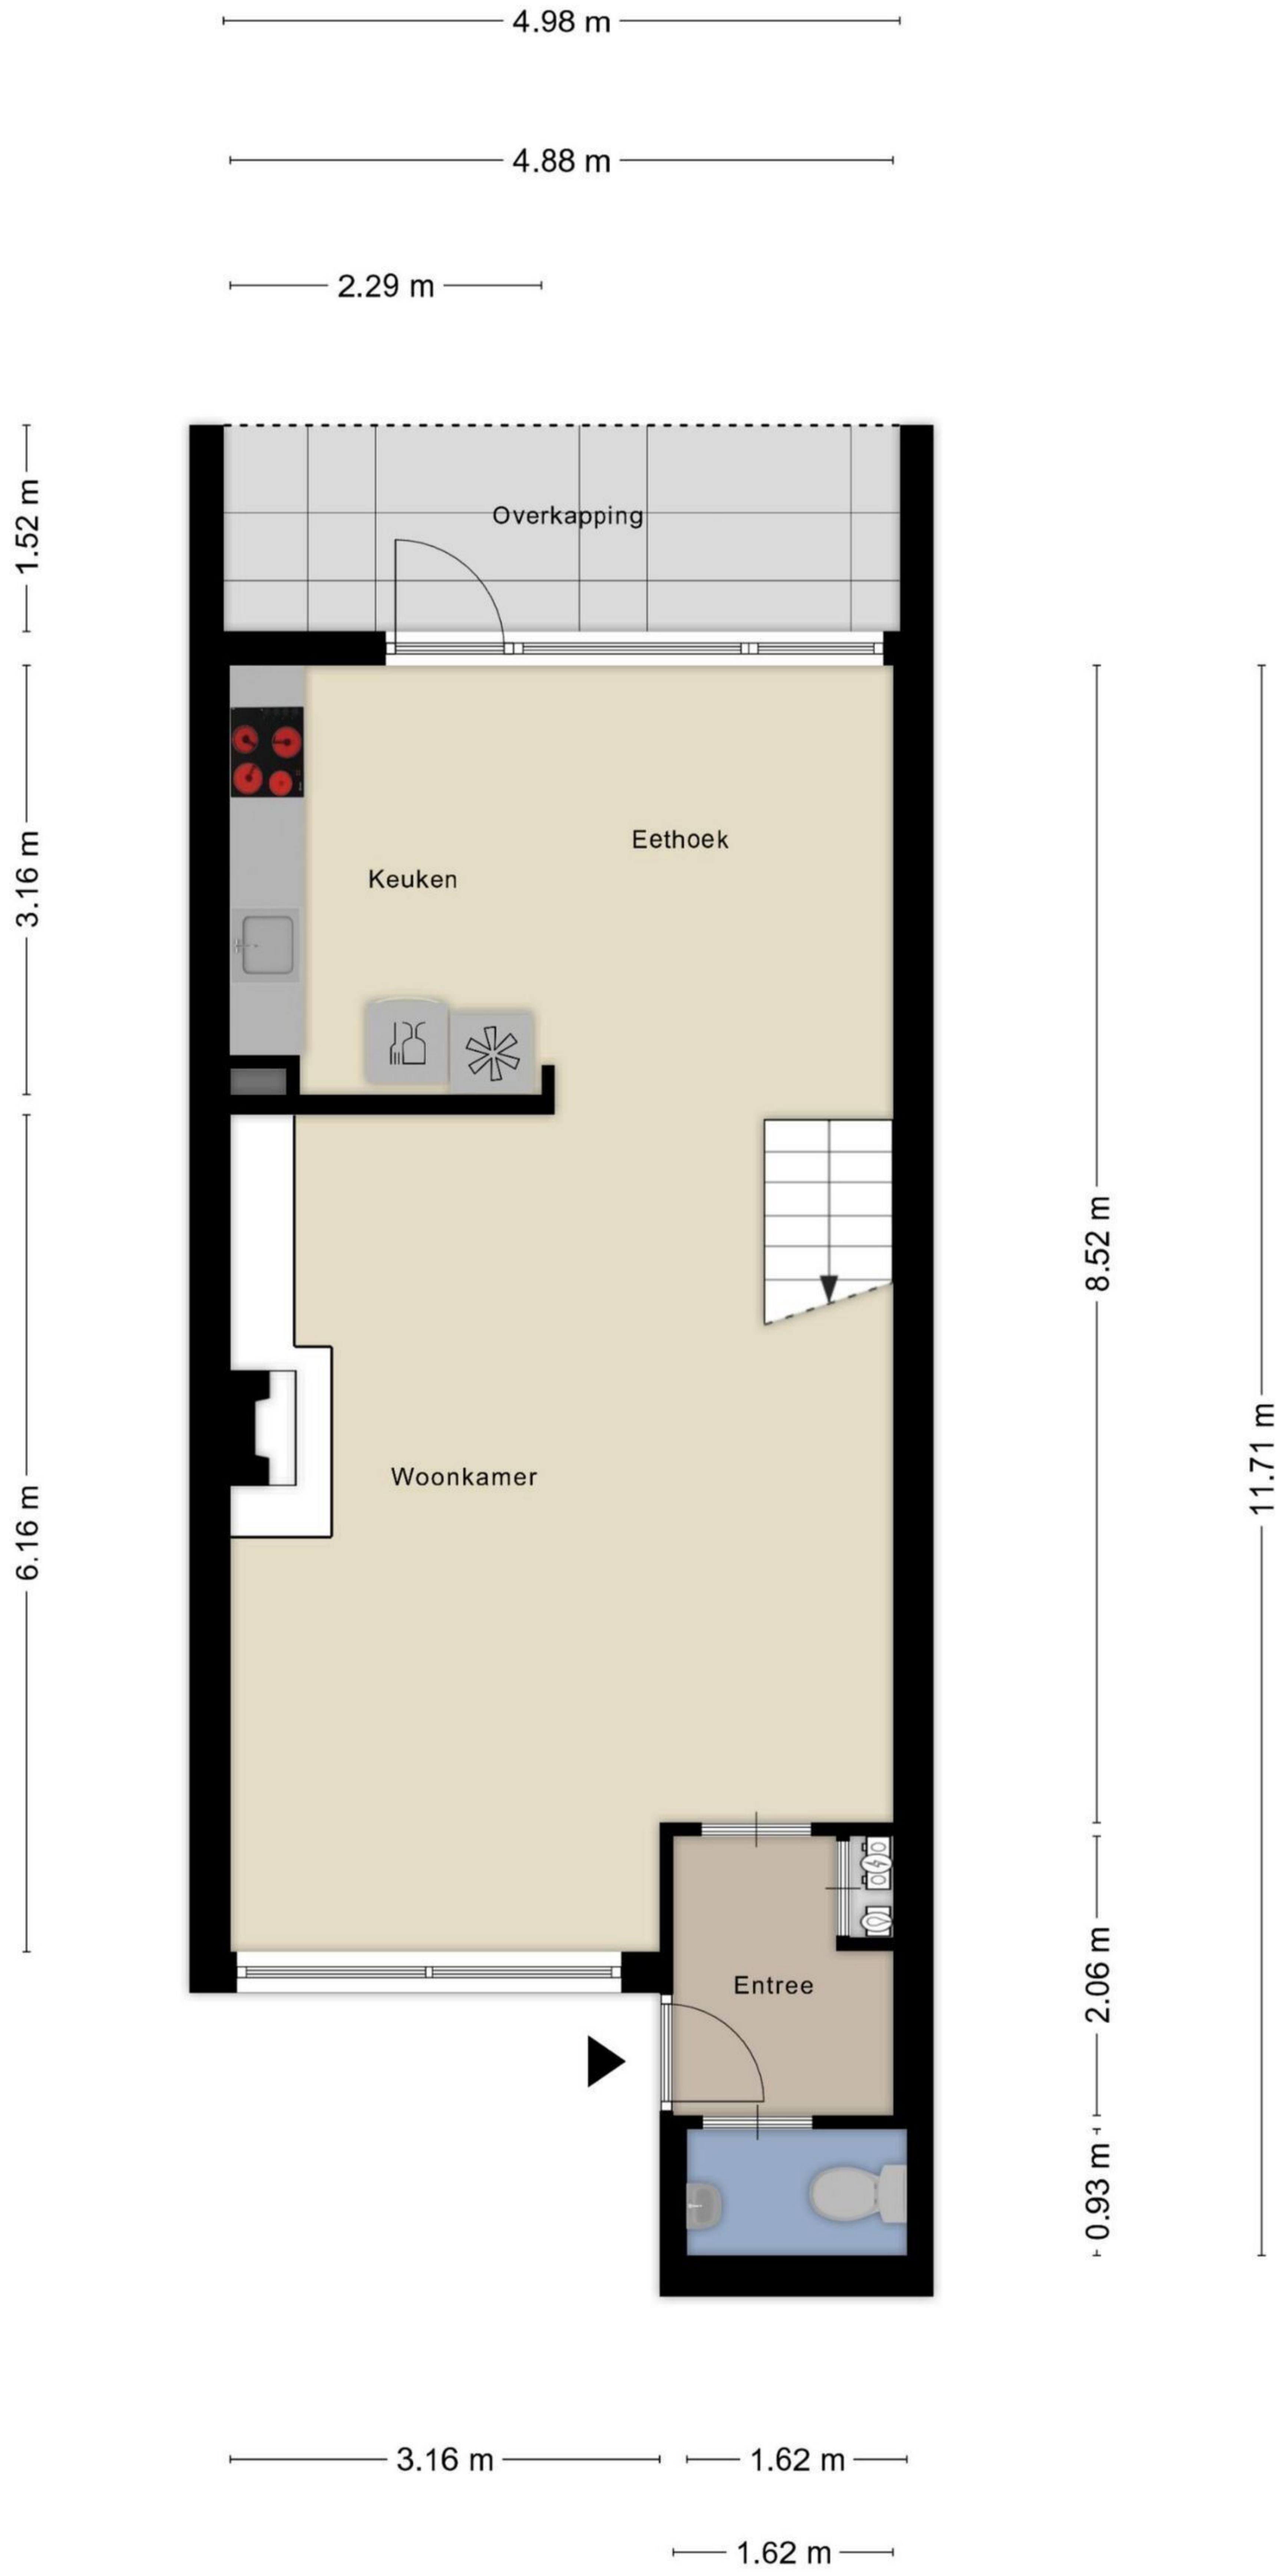 4.98 m
4.88 m
2.29 m
1.52 m
Overkapping
3.16 m
Eethoek
Keuken
8.52 m
11.71 m
6.16 m
Woonkamer
2.06 m
Entree
0.93 m
3.16 m
1.62 m
1.62 m